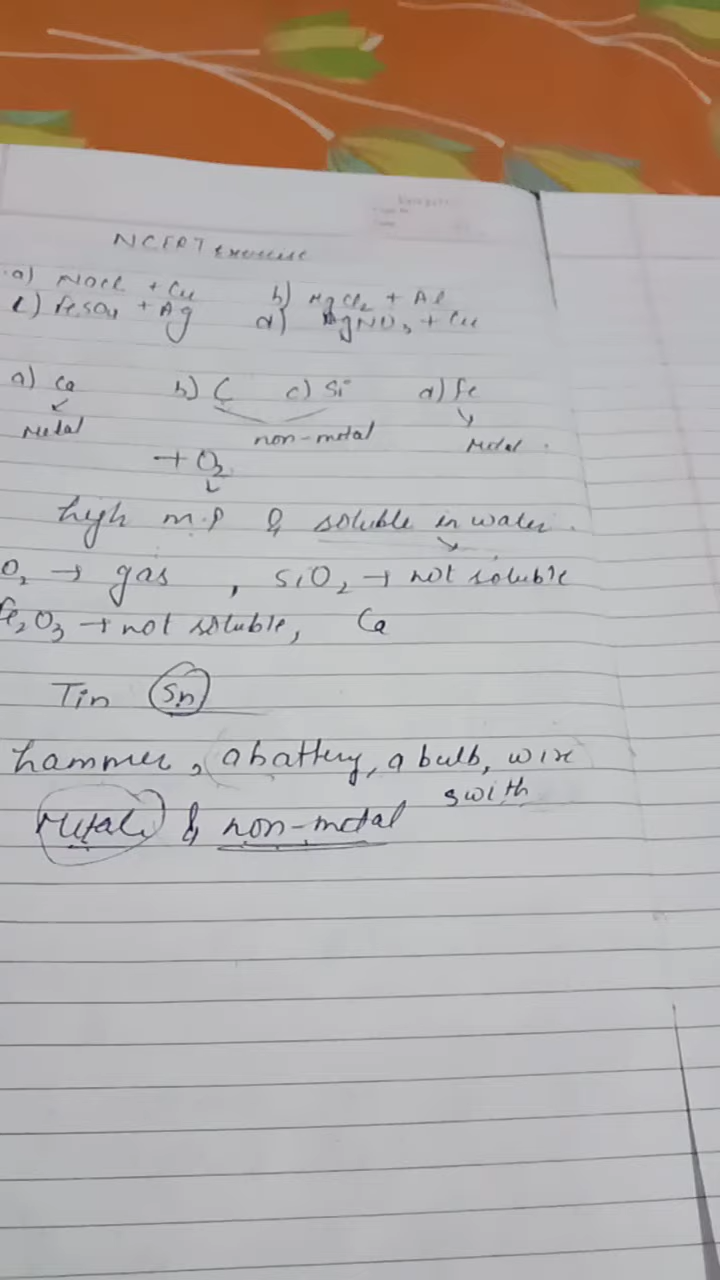 NCERT Exercise
a) NaCl + Cu b) MgCl₂ + Al
c) FeSO₄ + Ag d) AgNO₃ + Cu
a) Ca b) C c) Si d) Fe
Metal non-metal Metal
+ O₂
high m.p & soluble in water.
O₂ → gas , SiO₂ → not soluble
Fe₂O₃ → not soluble, Ca
Tin Sn
hammer, a battery, a bulb, wire
swith
Metals & non-metal